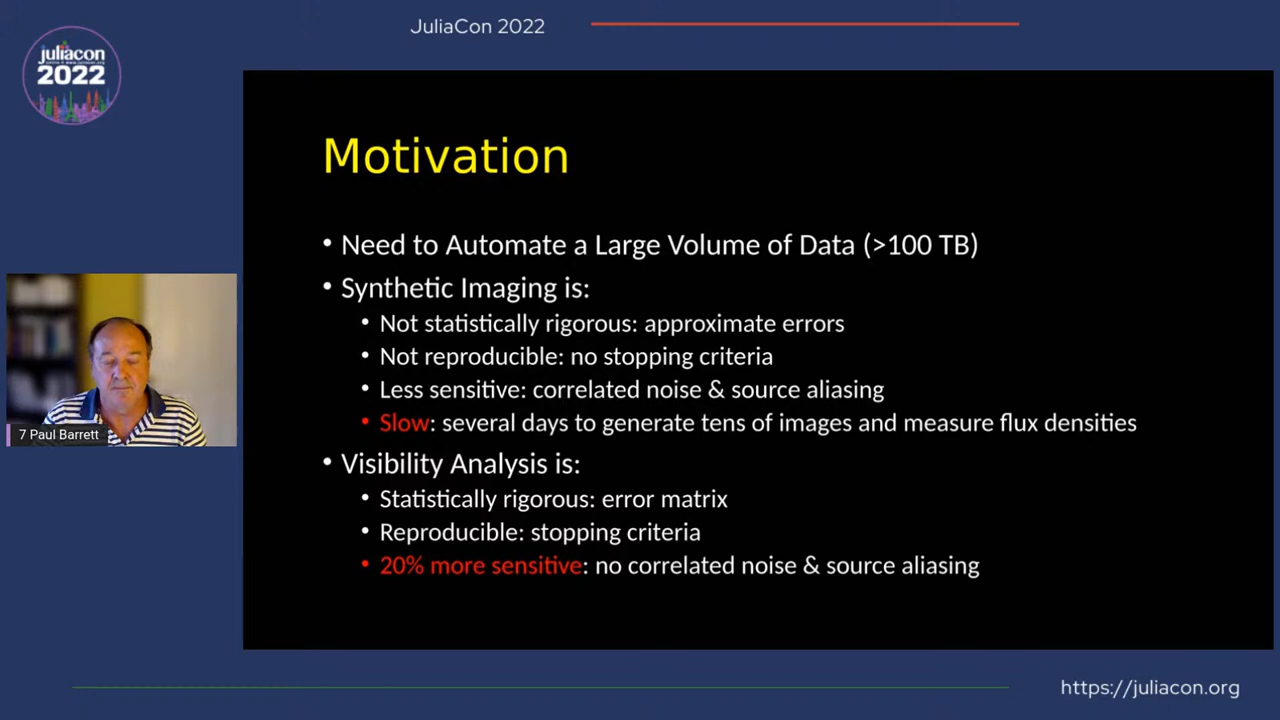 JuliaCon 2022
juliacon
2022
Motivation
• Need to Automate a Large Volume of Data (>100 TB)
• Synthetic Imaging is:
• Not statistically rigorous: approximate errors
• Not reproducible: no stopping criteria
• Less sensitive: correlated noise & source aliasing
• Slow: several days to generate tens of images and measure flux densities
• Visibility Analysis is:
• Statistically rigorous: error matrix
• Reproducible: stopping criteria
• 20% more sensitive: no correlated noise & source aliasing
7 Paul Barrett
https://juliacon.org